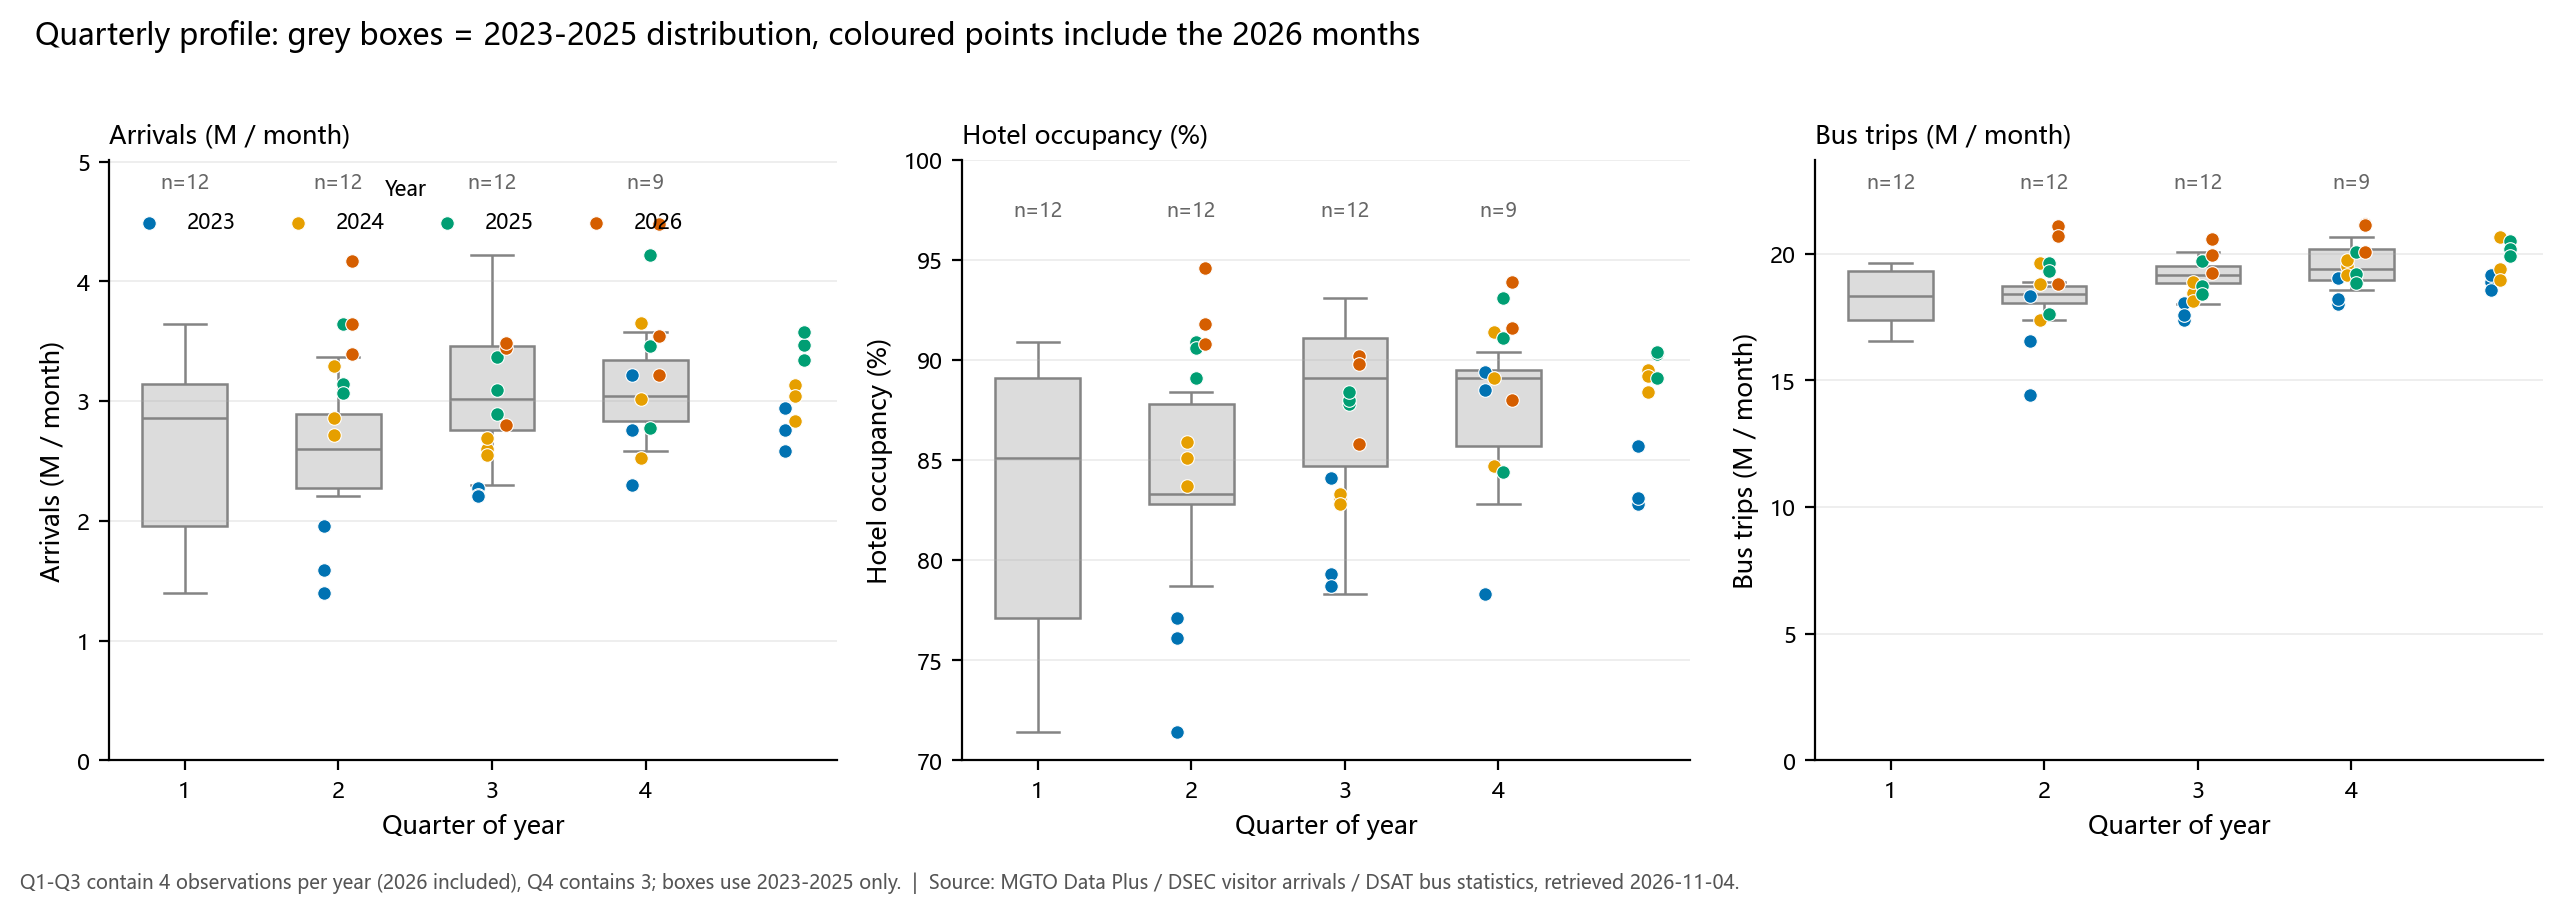 Quarterly profile: grey boxes = 2023-2025 distribution, coloured points include the 2026 months
Arrivals (M / month)
n=12
n=12
n=12
n=9
Year
2023
2024
2025
2026
5
4
3
2
1
0
1
2
3
4
Arrivals (M / month)
Quarter of year
Hotel occupancy (%)
n=12
n=12
n=12
n=9
100
95
90
85
80
75
70
1
2
3
4
Hotel occupancy (%)
Quarter of year
Bus trips (M / month)
n=12
n=12
n=12
n=9
20
15
10
5
0
1
2
3
4
Bus trips (M / month)
Quarter of year
Q1-Q3 contain 4 observations per year (2026 included), Q4 contains 3; boxes use 2023-2025 only. | Source: MGTO Data Plus / DSEC visitor arrivals / DSAT bus statistics, retrieved 2026-11-04.